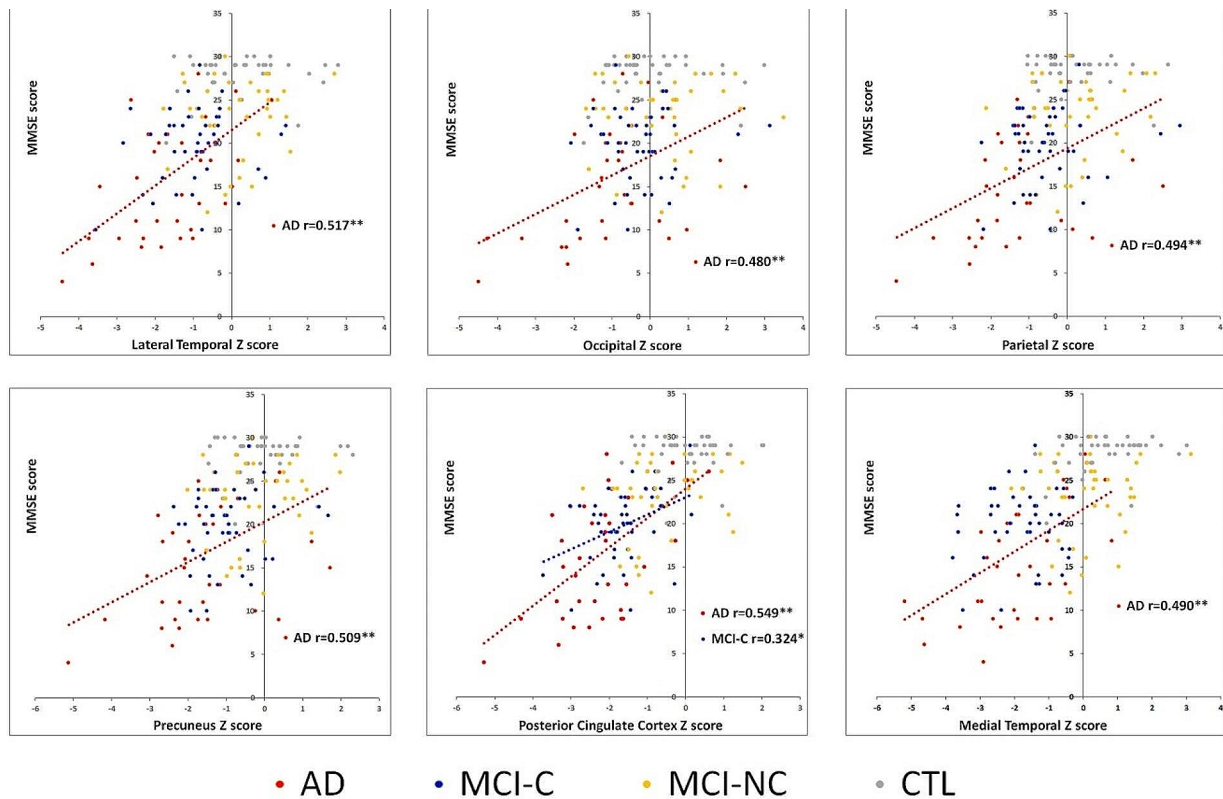 35
30
25
20
15
10
5
0
MMSE score
AD r=0.517**
-5 -4 -3 -2 -1 0 1 2 3 4
Lateral Temporal Z score
35
30
25
20
15
10
5
0
MMSE score
AD r=0.480**
-5 -4 -3 -2 -1 0 1 2 3 4
Occipital Z score
35
30
25
20
15
10
5
0
MMSE score
AD r=0.494**
-5 -4 -3 -2 -1 0 1 2 3 4
Parietal Z score
35
30
25
20
15
10
5
0
MMSE score
AD r=0.509**
-6 -5 -4 -3 -2 -1 0 1 2 3
Precuneus Z score
35
30
25
20
15
10
5
0
MMSE score
AD r=0.549**
MCI-C r=0.324*
-6 -5 -4 -3 -2 -1 0 1 2 3
Posterior Cingulate Cortex Z score
35
30
25
20
15
10
5
0
MMSE score
AD r=0.490**
-6 -5 -4 -3 -2 -1 0 1 2 3 4
Medial Temporal Z score
AD MCI-C MCI-NC CTL